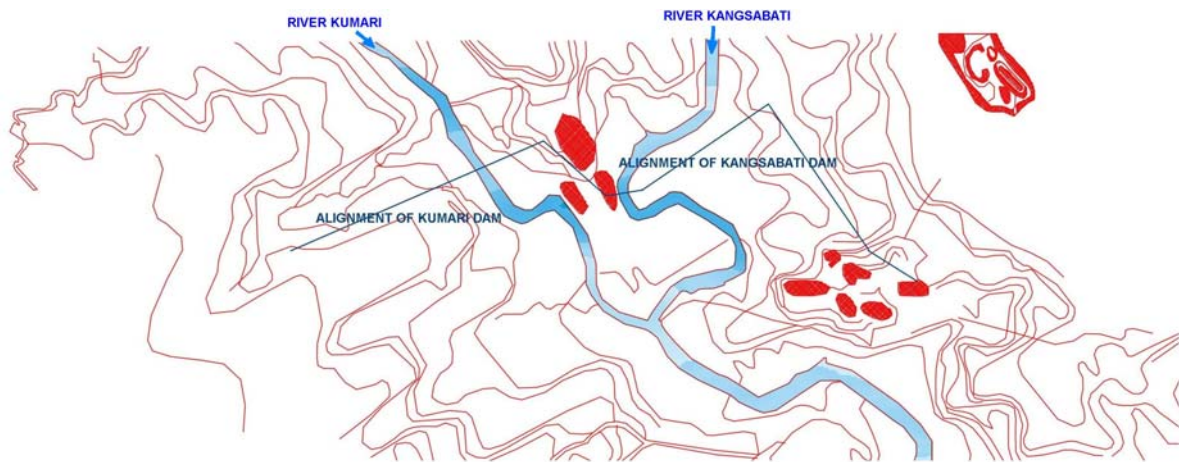 RIVER KUMARI
RIVER KANGSABATI
ALIGNMENT OF KANGSABATI DAM
ALIGNMENT OF KUMARI DAM